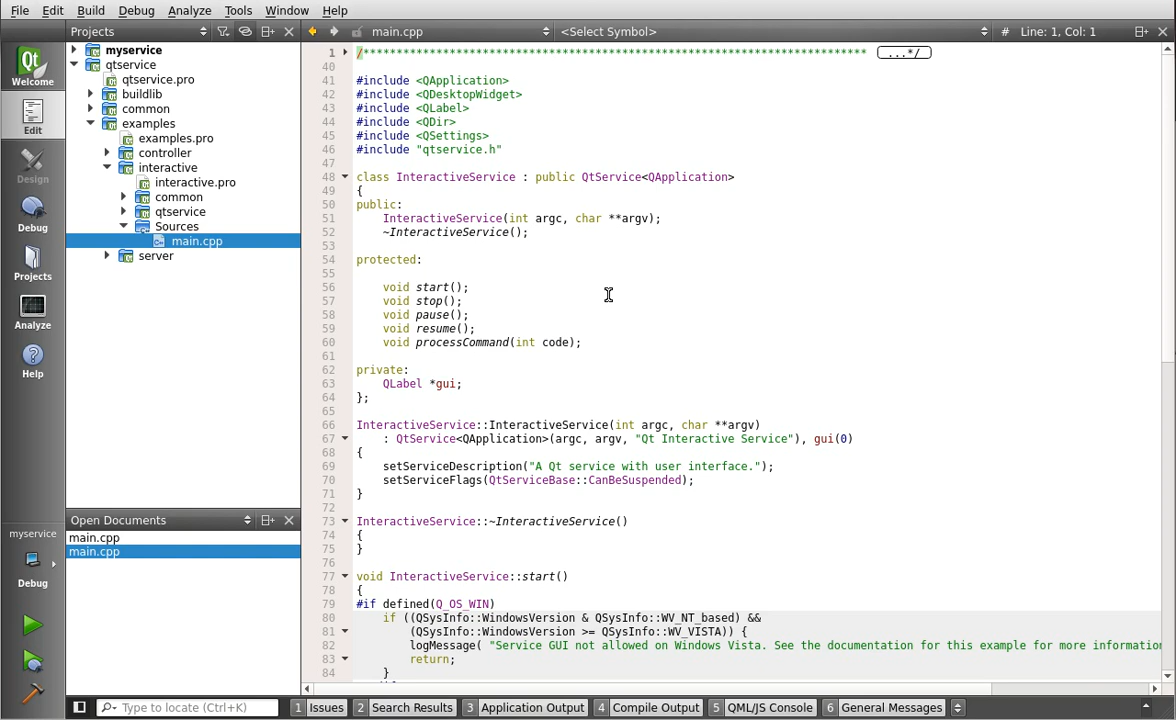 File Edit Build Debug Analyze Tools Window Help
Projects
main.cpp <Select Symbol> # Line: 1, Col: 1
Welcome
Edit
Design
Debug
Projects
Analyze
Help
myservice
Debug
myservice
qtservice
qtservice.pro
buildlib
common
examples
examples.pro
controller
interactive
interactive.pro
common
qtservice
Sources
main.cpp
server
Open Documents
main.cpp
main.cpp
1 /**************************************************************************** ...*/
40
41 #include <QApplication>
42 #include <QDesktopWidget>
43 #include <QLabel>
44 #include <QDir>
45 #include <QSettings>
46 #include "qtservice.h"
47
48 class InteractiveService : public QtService<QApplication>
49 {
50 public:
51     InteractiveService(int argc, char **argv);
52     ~InteractiveService();
53
54 protected:
55
56     void start();
57     void stop();
58     void pause();
59     void resume();
60     void processCommand(int code);
61
62 private:
63     QLabel *gui;
64 };
65
66 InteractiveService::InteractiveService(int argc, char **argv)
67     : QtService<QApplication>(argc, argv, "Qt Interactive Service"), gui(0)
68 {
69     setServiceDescription("A Qt service with user interface.");
70     setServiceFlags(QtServiceBase::CanBeSuspended);
71 }
72
73 InteractiveService::~InteractiveService()
74 {
75 }
76
77 void InteractiveService::start()
78 {
79 #if defined(Q_OS_WIN)
80     if ((QSysInfo::WindowsVersion & QSysInfo::WV_NT_based) &&
81         (QSysInfo::WindowsVersion >= QSysInfo::WV_VISTA)) {
82         logMessage( "Service GUI not allowed on Windows Vista. See the documentation for this example for more information
83         return;
84     }
Type to locate (Ctrl+K) 1 Issues 2 Search Results 3 Application Output 4 Compile Output 5 QML/JS Console 6 General Messages